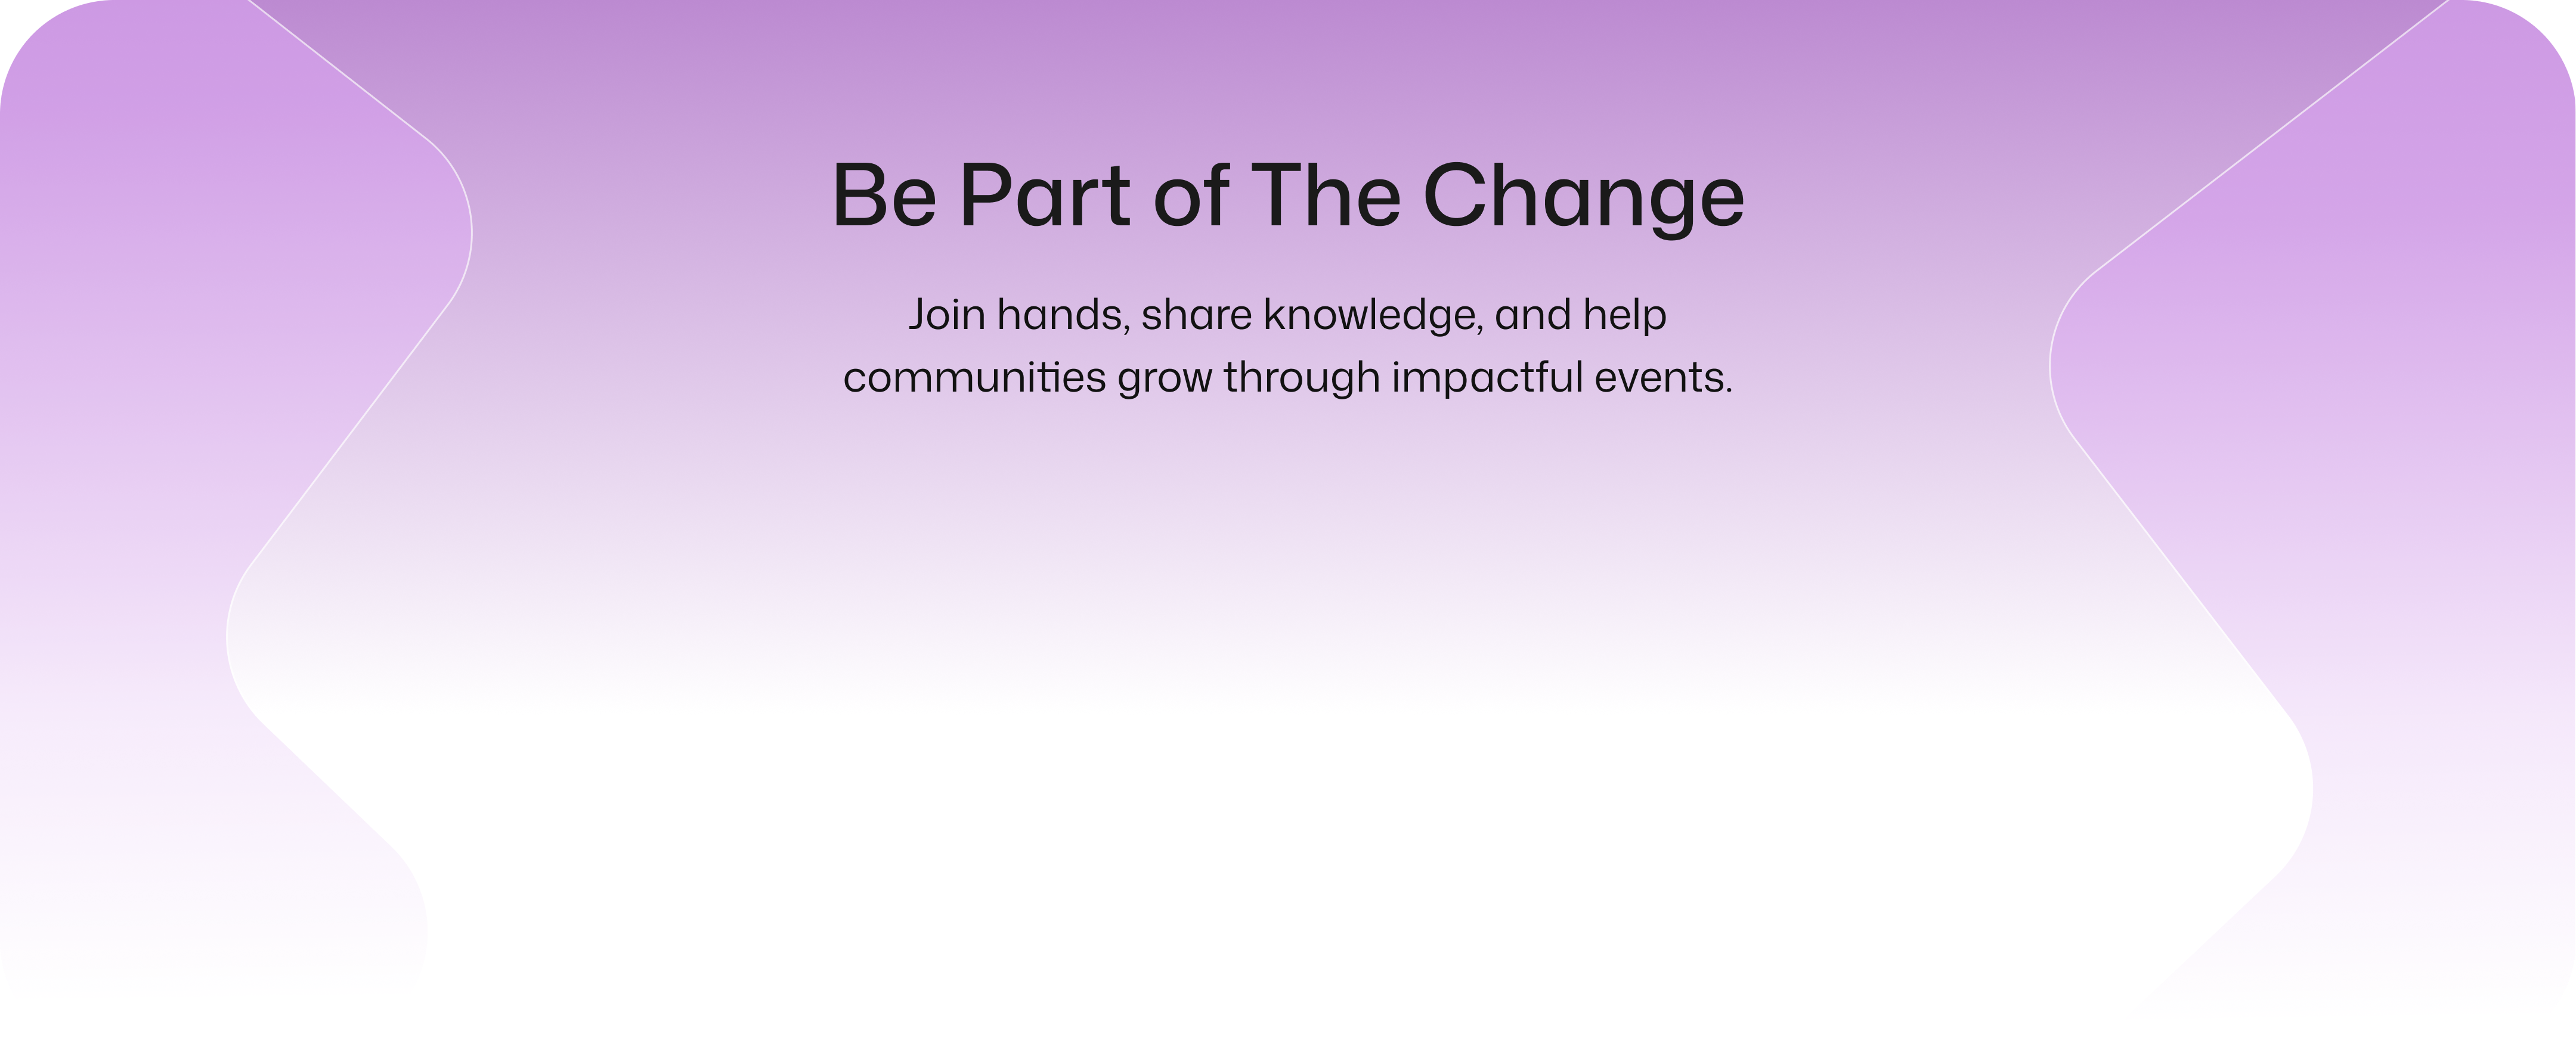 Be Part of The Change
Join hands, share knowledge, and help
communities grow through impactful events.